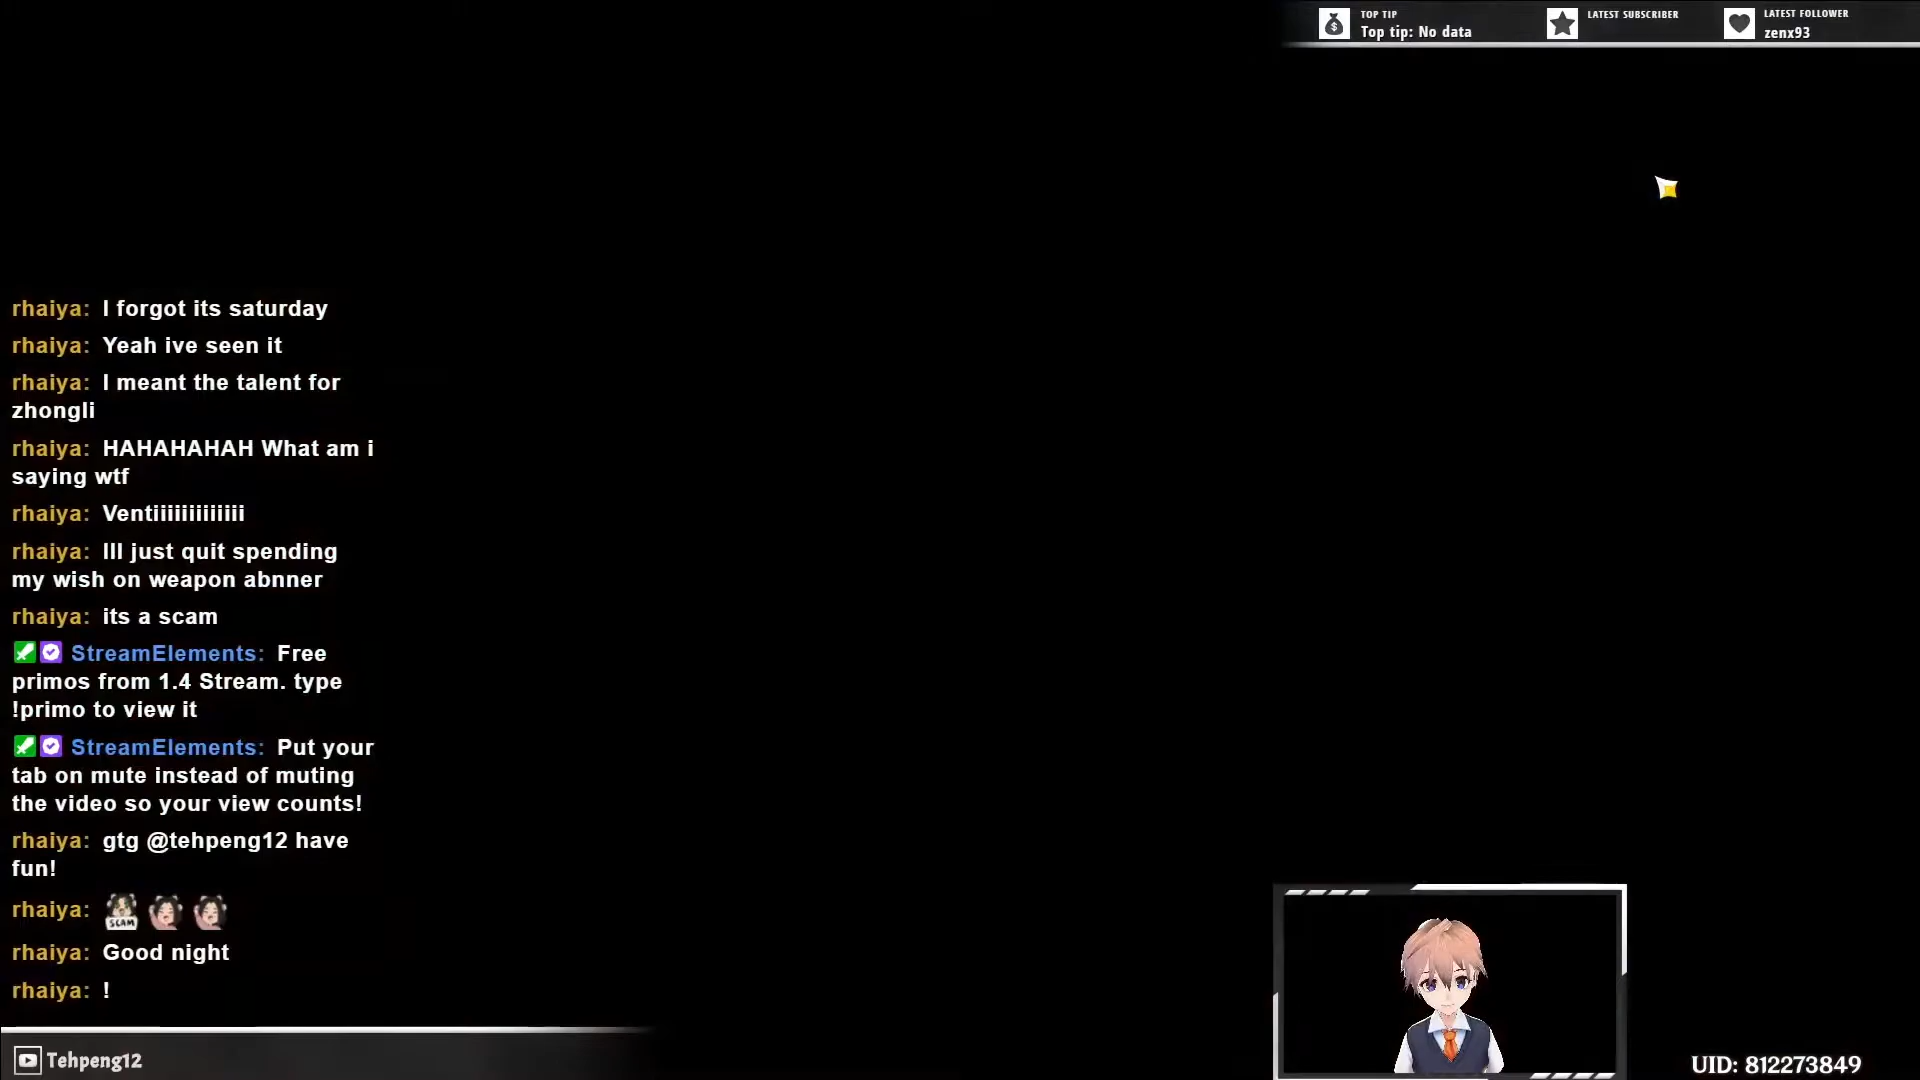 TOP TIP
Top tip: No data
LATEST SUBSCRIBER
LATEST FOLLOWER
zenx93
rhaiya: I forgot its saturday
rhaiya: Yeah ive seen it
rhaiya: I meant the talent for
zhongli
rhaiya: HAHAHAHAH What am i
saying wtf
rhaiya: Ventiiiiiiiiiiiii
rhaiya: Ill just quit spending
my wish on weapon abnner
rhaiya: its a scam
StreamElements: Free
primos from 1.4 Stream. type
!primo to view it
StreamElements: Put your
tab on mute instead of muting
the video so your view counts!
rhaiya: gtg @tehpeng12 have
fun!
rhaiya: SCAM
rhaiya: Good night
rhaiya: !
Tehpeng12
UID: 812273849